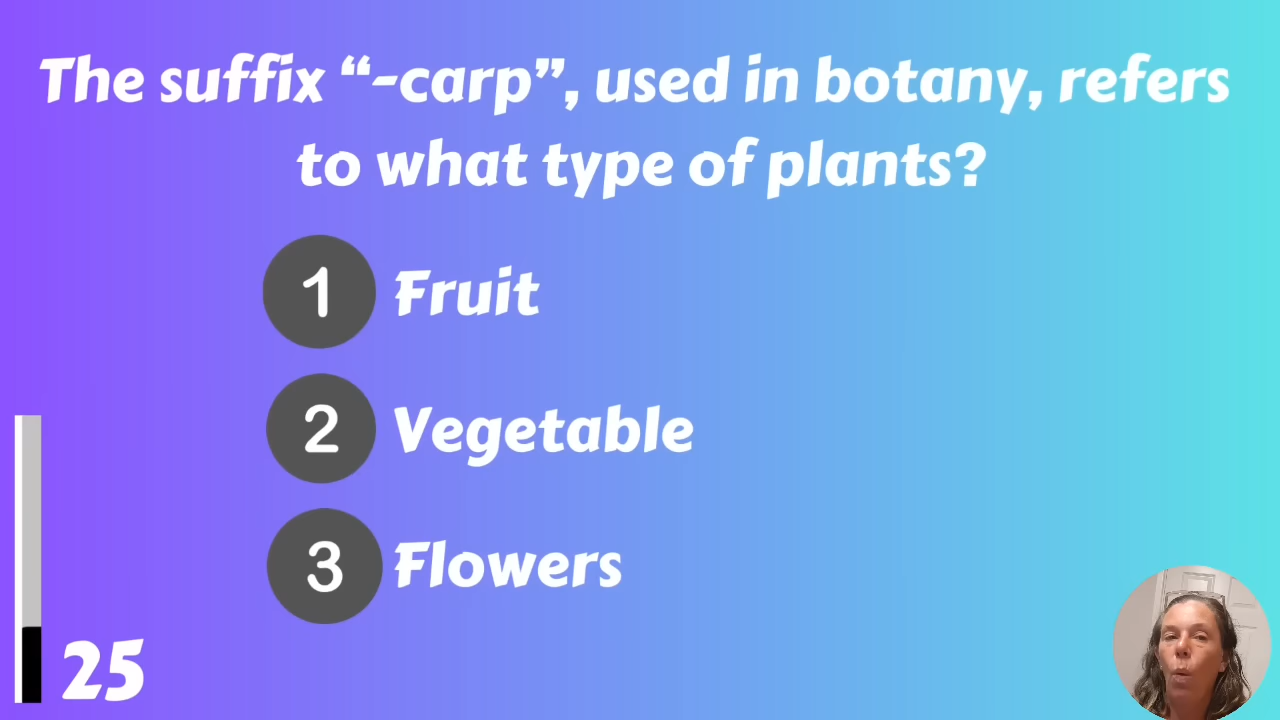 The suffix “-carp”, used in botany, refers
to what type of plants?
1 Fruit
2 Vegetable
3 Flowers
25